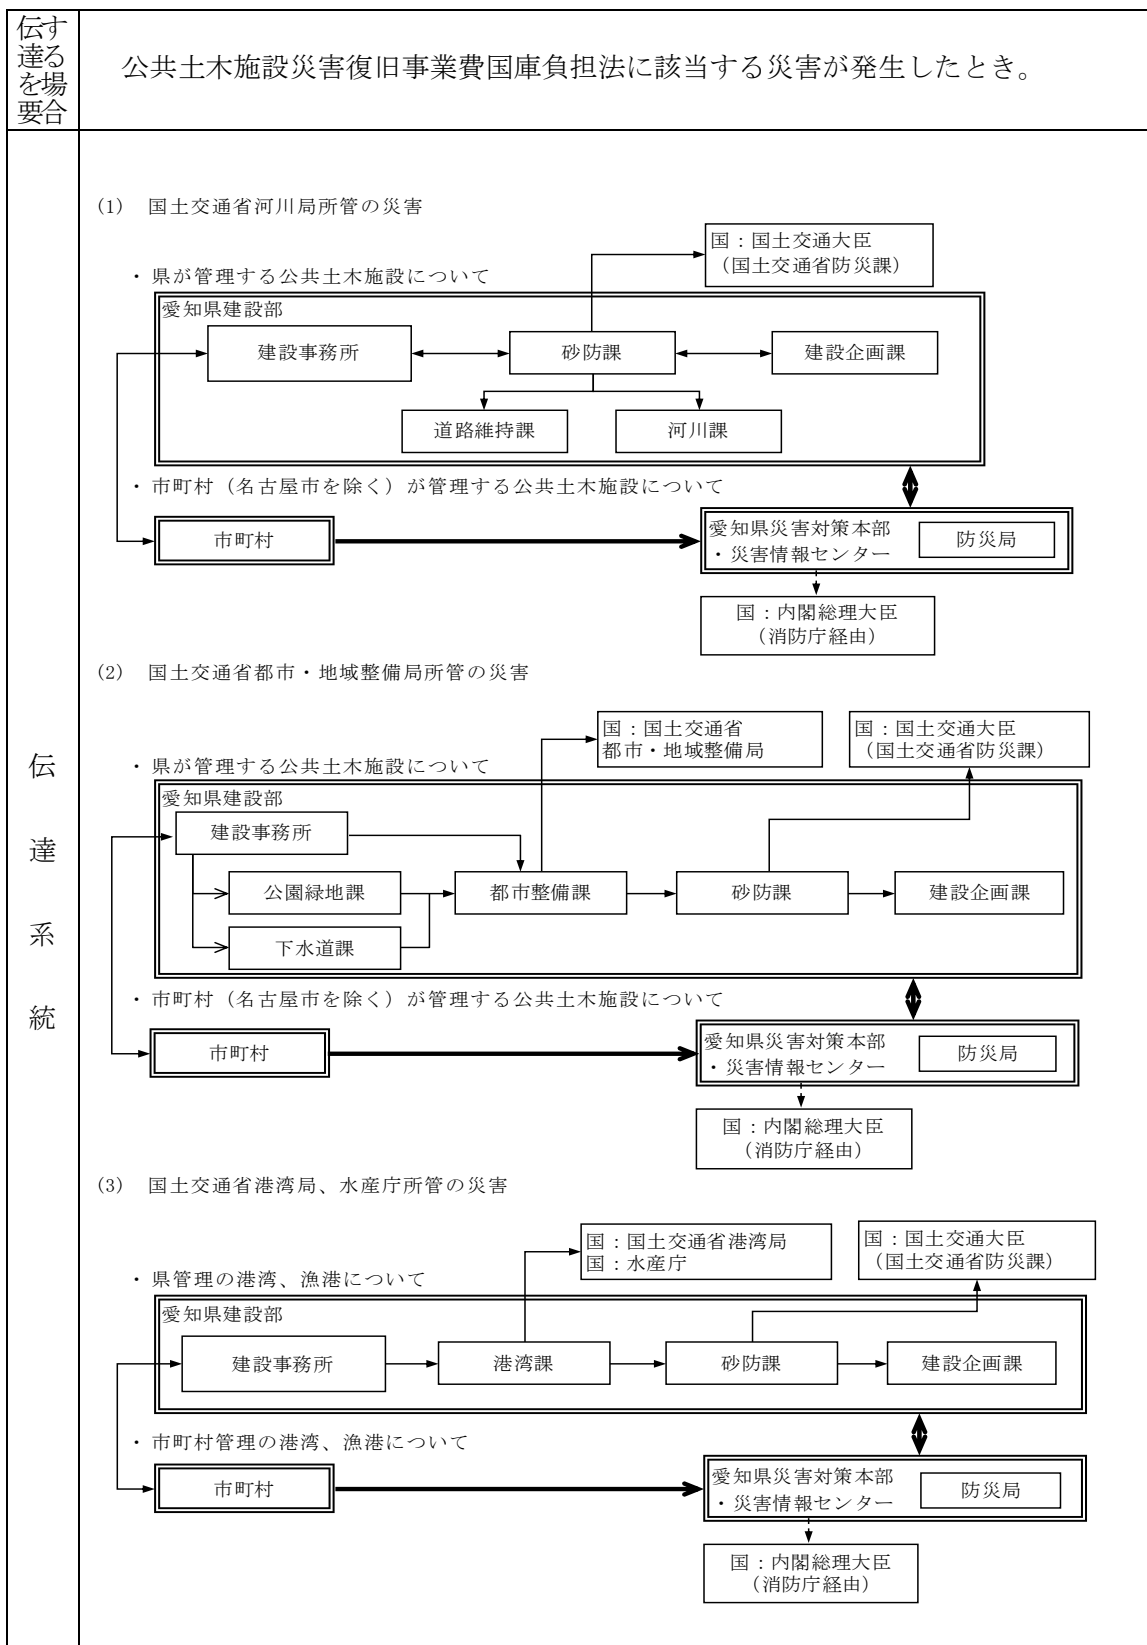 伝達を要
する場合
公共土木施設災害復旧事業費国庫負担法に該当する災害が発生したとき。
伝達系統
(1) 国土交通省河川局所管の災害
国：国土交通大臣
（国土交通省防災課）
・県が管理する公共土木施設について
愛知県建設部
建設事務所
砂防課
建設企画課
道路維持課
河川課
・市町村（名古屋市を除く）が管理する公共土木施設について
市町村
愛知県災害対策本部
・災害情報センター
防災局
国：内閣総理大臣
（消防庁経由）
(2) 国土交通省都市・地域整備局所管の災害
国：国土交通省
都市・地域整備局
国：国土交通大臣
（国土交通省防災課）
・県が管理する公共土木施設について
愛知県建設部
建設事務所
公園緑地課
都市整備課
砂防課
建設企画課
下水道課
・市町村（名古屋市を除く）が管理する公共土木施設について
市町村
愛知県災害対策本部
・災害情報センター
防災局
国：内閣総理大臣
（消防庁経由）
(3) 国土交通省港湾局、水産庁所管の災害
国：国土交通省港湾局
国：水産庁
国：国土交通大臣
（国土交通省防災課）
・県管理の港湾、漁港について
愛知県建設部
建設事務所
港湾課
砂防課
建設企画課
・市町村管理の港湾、漁港について
市町村
愛知県災害対策本部
・災害情報センター
防災局
国：内閣総理大臣
（消防庁経由）